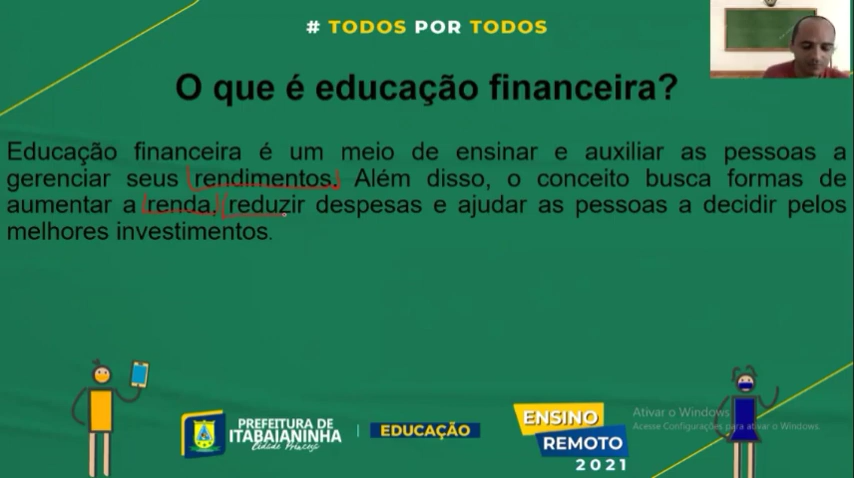 # TODOS POR TODOS
O que é educação financeira?
Educação financeira é um meio de ensinar e auxiliar as pessoas a
gerenciar seus rendimentos. Além disso, o conceito busca formas de
aumentar a renda, reduzir despesas e ajudar as pessoas a decidir pelos
melhores investimentos.
PREFEITURA DE
ITABAIANINHA
Cidade Princesa
EDUCAÇÃO
ENSINO
REMOTO
2021
Ativar o Windows
Acesse Configurações para ativar o Windows.